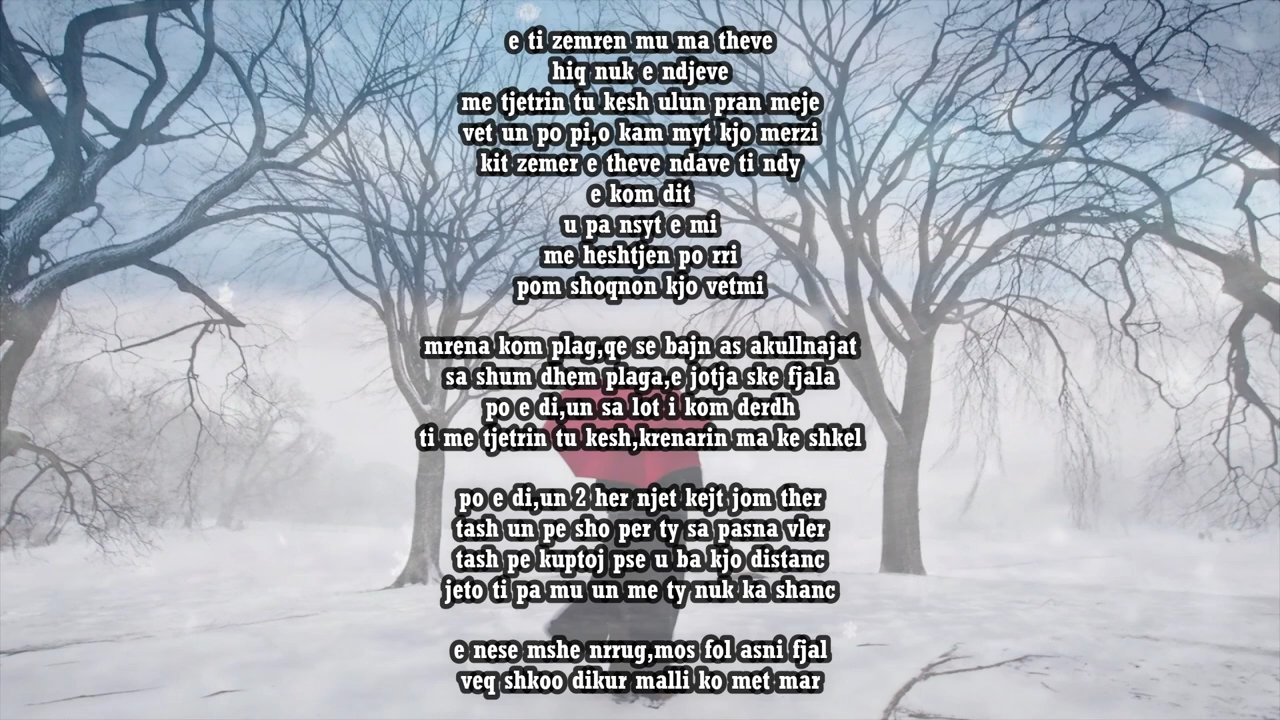 e ti zemren mu ma theve
hiq nuk e ndjeve
me tjetrin tu kesh ulun pran meje
vet un po pi,o kam myt kjo merzi
kit zemer e theve ndave ti ndy
e kom dit
u pa nsyt e mi
me heshtjen po rri
pom shoqnon kjo vetmi
mrena kom plag,qe se bajn as akullnajat
sa shum dhem plaga,e jotja ske fjala
po e di,un sa lot i kom derdh
ti me tjetrin tu kesh,krenarin ma ke shkel
po e di,un 2 her njet kejt jom ther
tash un pe sho per ty sa pasna vler
tash pe kuptoj pse u ba kjo distanc
jeto ti pa mu un me ty nuk ka shanc
e nese mshe nrrug,mos fol asni fjal
veq shkoo dikur malli ko met mar